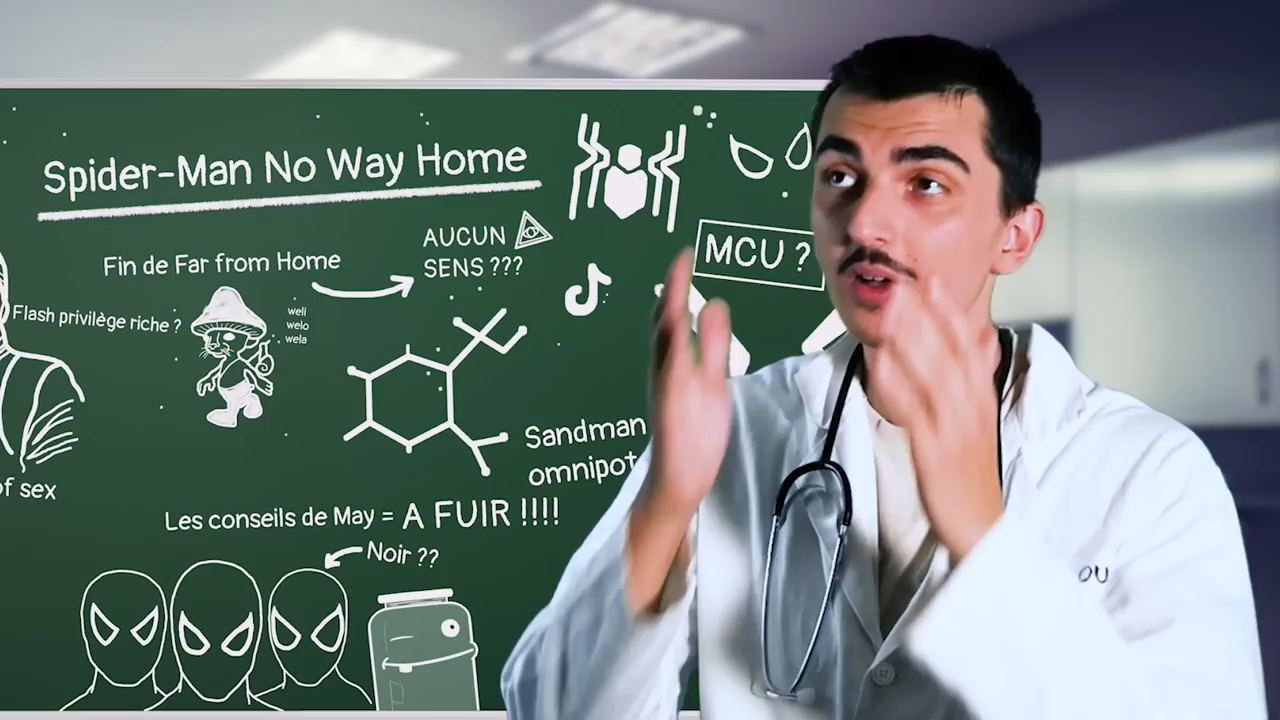 Spider-Man No Way Home
MCU ?
Fin de Far from Home
AUCUN
SENS ???
Flash privilège riche ?
weli
welo
wela
Sandman
omnipot
of sex
Les conseils de May = A FUIR !!!!
Noir ??
OU